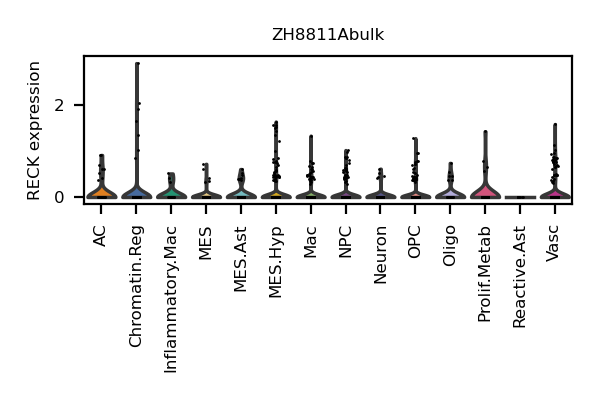 ZH8811Abulk
RECK expression
2
0
AC
Chromatin.Reg
Inflammatory.Mac
MES
MES.Ast
MES.Hyp
Mac
NPC
Neuron
OPC
Oligo
Prolif.Metab
Reactive.Ast
Vasc